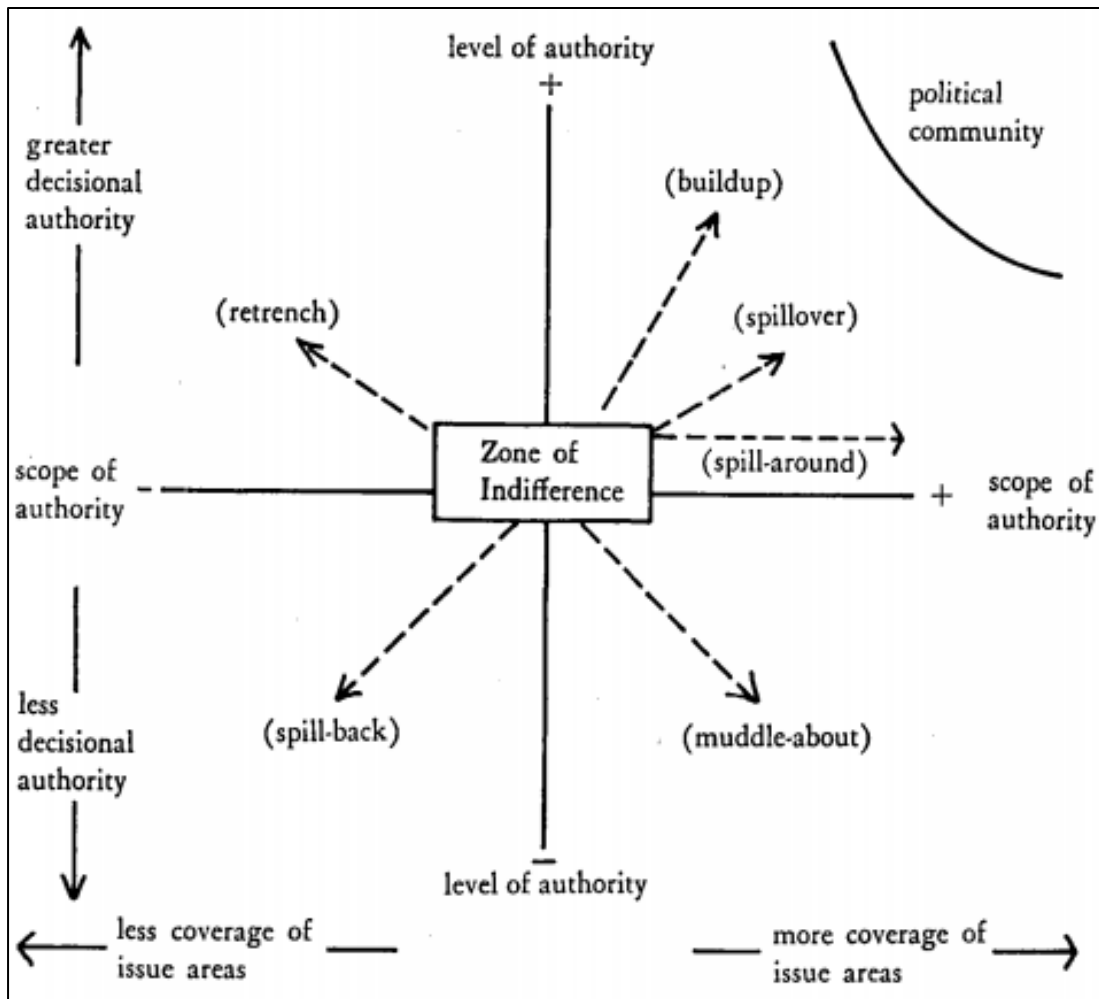 level of authority
+
political
community
greater
decisional
authority
(buildup)
(retrench)
(spillover)
Zone of
Indifference
(spill-around)
scope of
authority
-
+
scope of
authority
less
decisional
authority
(spill-back)
(muddle-about)
-
level of authority
less coverage of
issue areas
more coverage of
issue areas